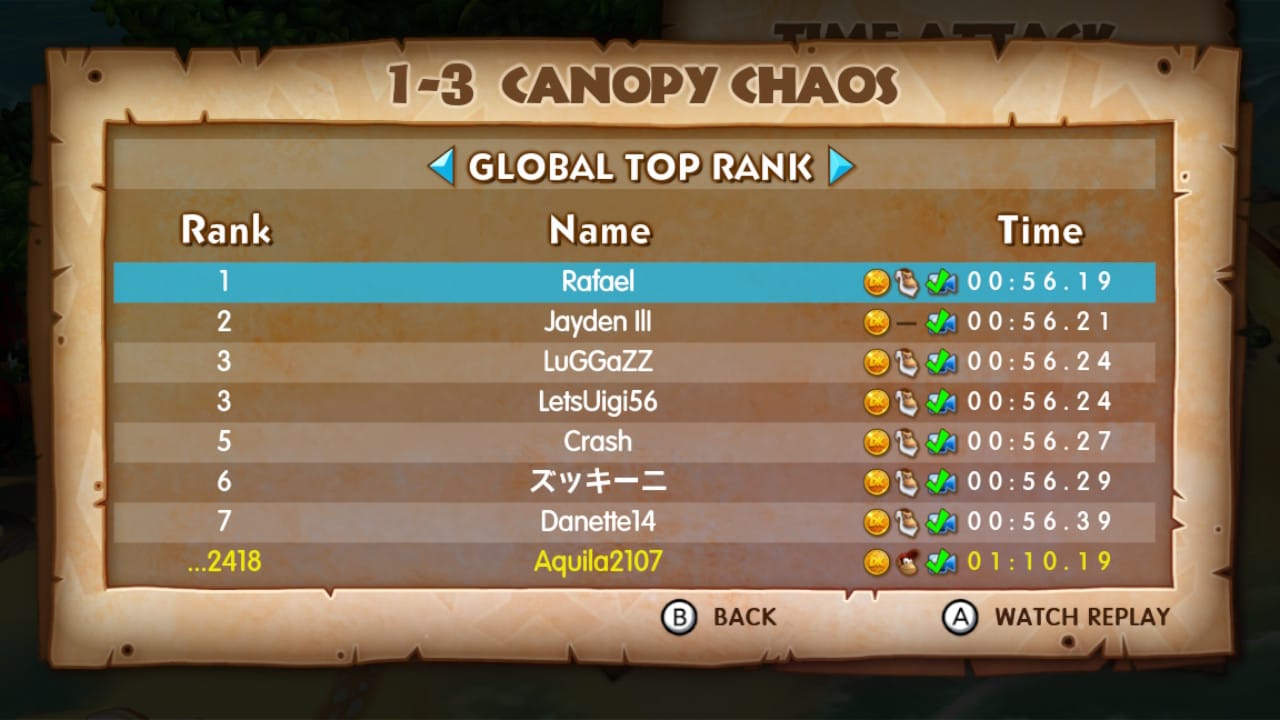 TIME ATTACK
1-3 CANOPY CHAOS
GLOBAL TOP RANK
Rank Name Time
1 Rafael 00:56.19
2 Jayden III — 00:56.21
3 LuGGaZZ 00:56.24
3 LetsUigi56 00:56.24
5 Crash 00:56.27
6 ズッキーニ 00:56.29
7 Danette14 00:56.39
...2418 Aquila2107 01:10.19
B BACK A WATCH REPLAY